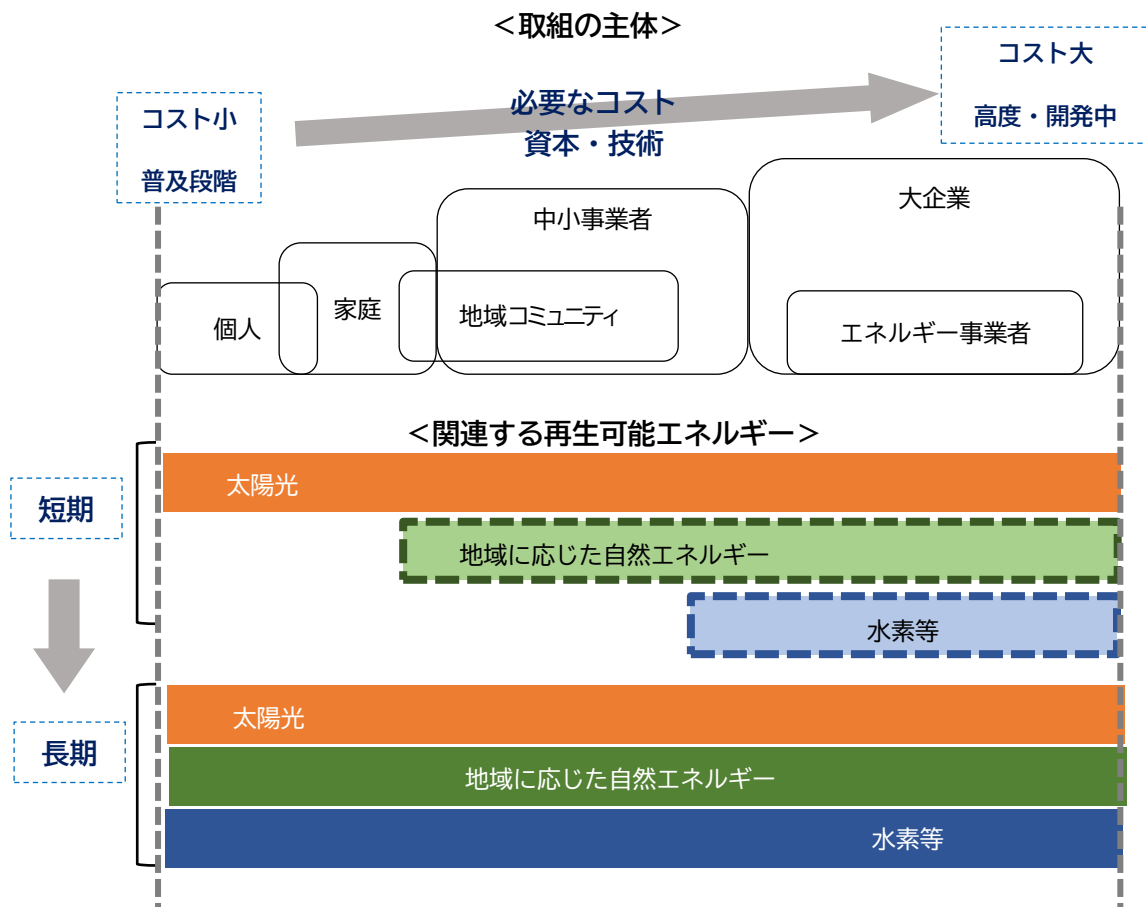 ＜取組の主体＞
コスト小
普及段階
必要なコスト
資本・技術
コスト大
高度・開発中
個人
家庭
地域コミュニティ
中小事業者
大企業
エネルギー事業者
＜関連する再生可能エネルギー＞
短期
太陽光
地域に応じた自然エネルギー
水素等
長期
太陽光
地域に応じた自然エネルギー
水素等